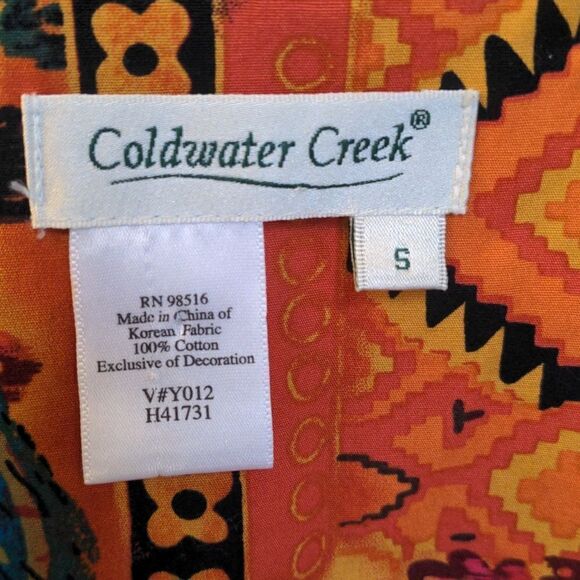 Coldwater Creek®
S
RN 98516
Made in China of
Korean Fabric
100% Cotton
Exclusive of Decoration
V#Y012
H41731